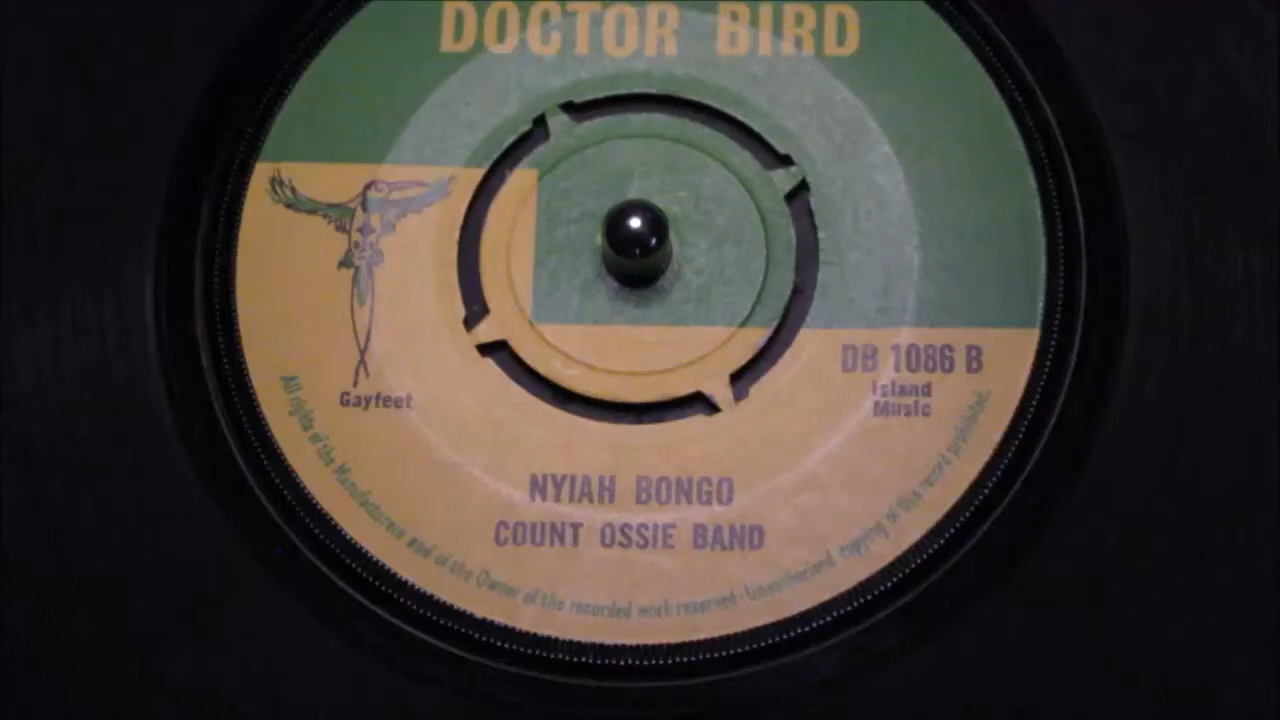 DOCTOR BIRD
Gayfeet
DB 1086 B
Island
Music
NYIAH BONGO
COUNT OSSIE BAND
All rights of the Manufacturers and of the Owner of the recorded work reserved · Unauthorised copying of this record prohibited.